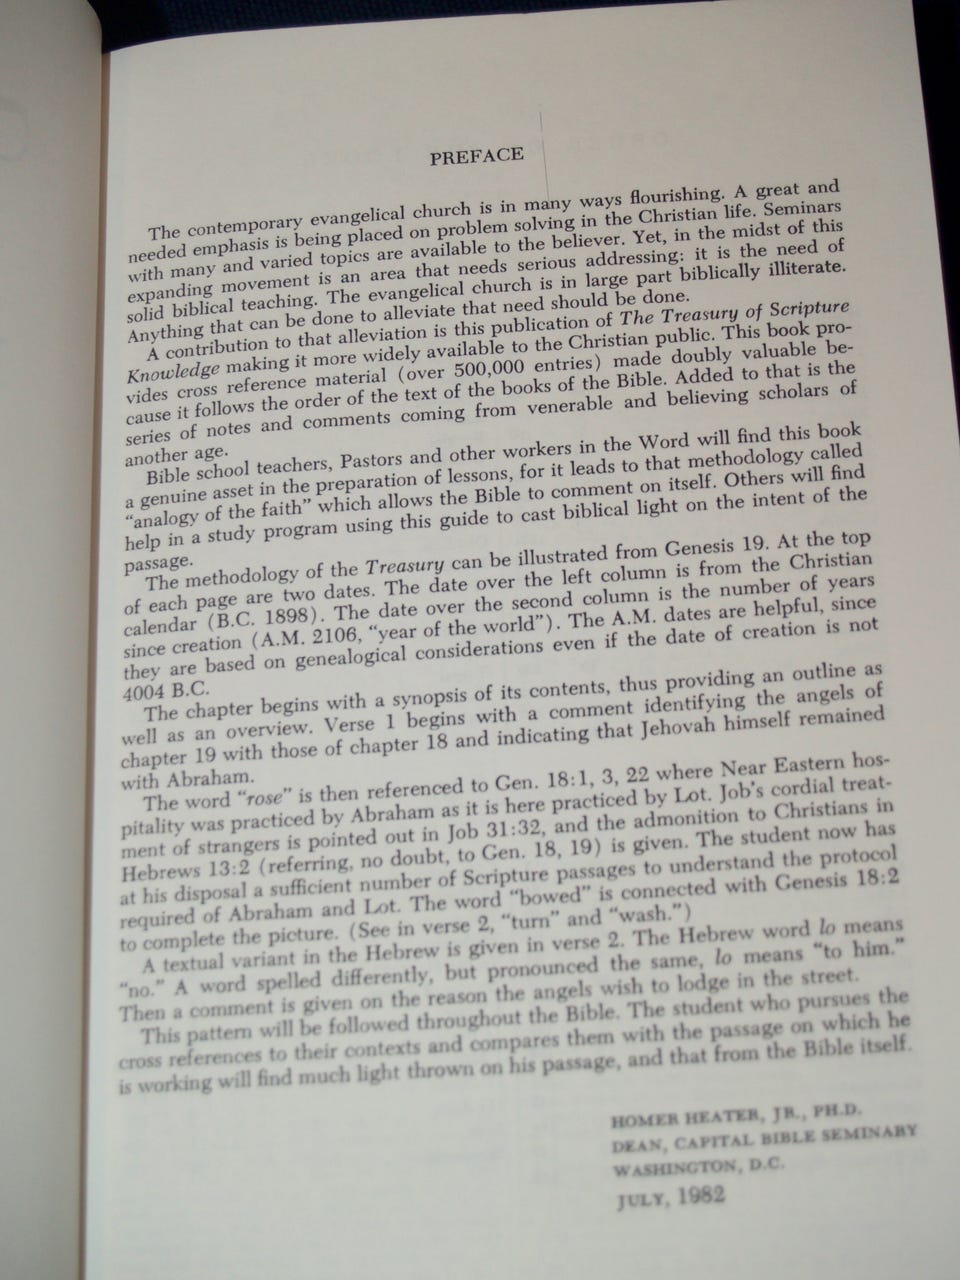 PREFACE
The contemporary evangelical church is in many ways flourishing. A great and
needed emphasis is being placed on problem solving in the Christian life. Seminars
with many and varied topics are available to the believer. Yet, in the midst of this
expanding movement is an area that needs serious addressing: it is the need of
solid biblical teaching. The evangelical church is in large part biblically illiterate.
Anything that can be done to alleviate that need should be done.
A contribution to that alleviation is this publication of The Treasury of Scripture
Knowledge making it more widely available to the Christian public. This book pro-
vides cross reference material (over 500,000 entries) made doubly valuable be-
cause it follows the order of the text of the books of the Bible. Added to that is the
series of notes and comments coming from venerable and believing scholars of
another age.
Bible school teachers, Pastors and other workers in the Word will find this book
a genuine asset in the preparation of lessons, for it leads to that methodology called
“analogy of the faith” which allows the Bible to comment on itself. Others will find
help in a study program using this guide to cast biblical light on the intent of the
passage.
The methodology of the Treasury can be illustrated from Genesis 19. At the top
of each page are two dates. The date over the left column is from the Christian
calendar (B.C. 1898). The date over the second column is the number of years
since creation (A.M. 2106, “year of the world”). The A.M. dates are helpful, since
they are based on genealogical considerations even if the date of creation is not
4004 B.C.
The chapter begins with a synopsis of its contents, thus providing an outline as
well as an overview. Verse 1 begins with a comment identifying the angels of
chapter 19 with those of chapter 18 and indicating that Jehovah himself remained
with Abraham.
The word “rose” is then referenced to Gen. 18:1, 3, 22 where Near Eastern hos-
pitality was practiced by Abraham as it is here practiced by Lot. Job’s cordial treat-
ment of strangers is pointed out in Job 31:32, and the admonition to Christians in
Hebrews 13:2 (referring, no doubt, to Gen. 18, 19) is given. The student now has
at his disposal a sufficient number of Scripture passages to understand the protocol
required of Abraham and Lot. The word “bowed” is connected with Genesis 18:2
to complete the picture. (See in verse 2, “turn” and “wash.”)
A textual variant in the Hebrew is given in verse 2. The Hebrew word lo means
“no.” A word spelled differently, but pronounced the same, lo means “to him.”
Then a comment is given on the reason the angels wish to lodge in the street.
This pattern will be followed throughout the Bible. The student who pursues the
cross references to their contexts and compares them with the passage on which he
is working will find much light thrown on his passage, and that from the Bible itself.
HOMER HEATER, JR., PH.D.
DEAN, CAPITAL BIBLE SEMINARY
WASHINGTON, D.C.
JULY, 1982